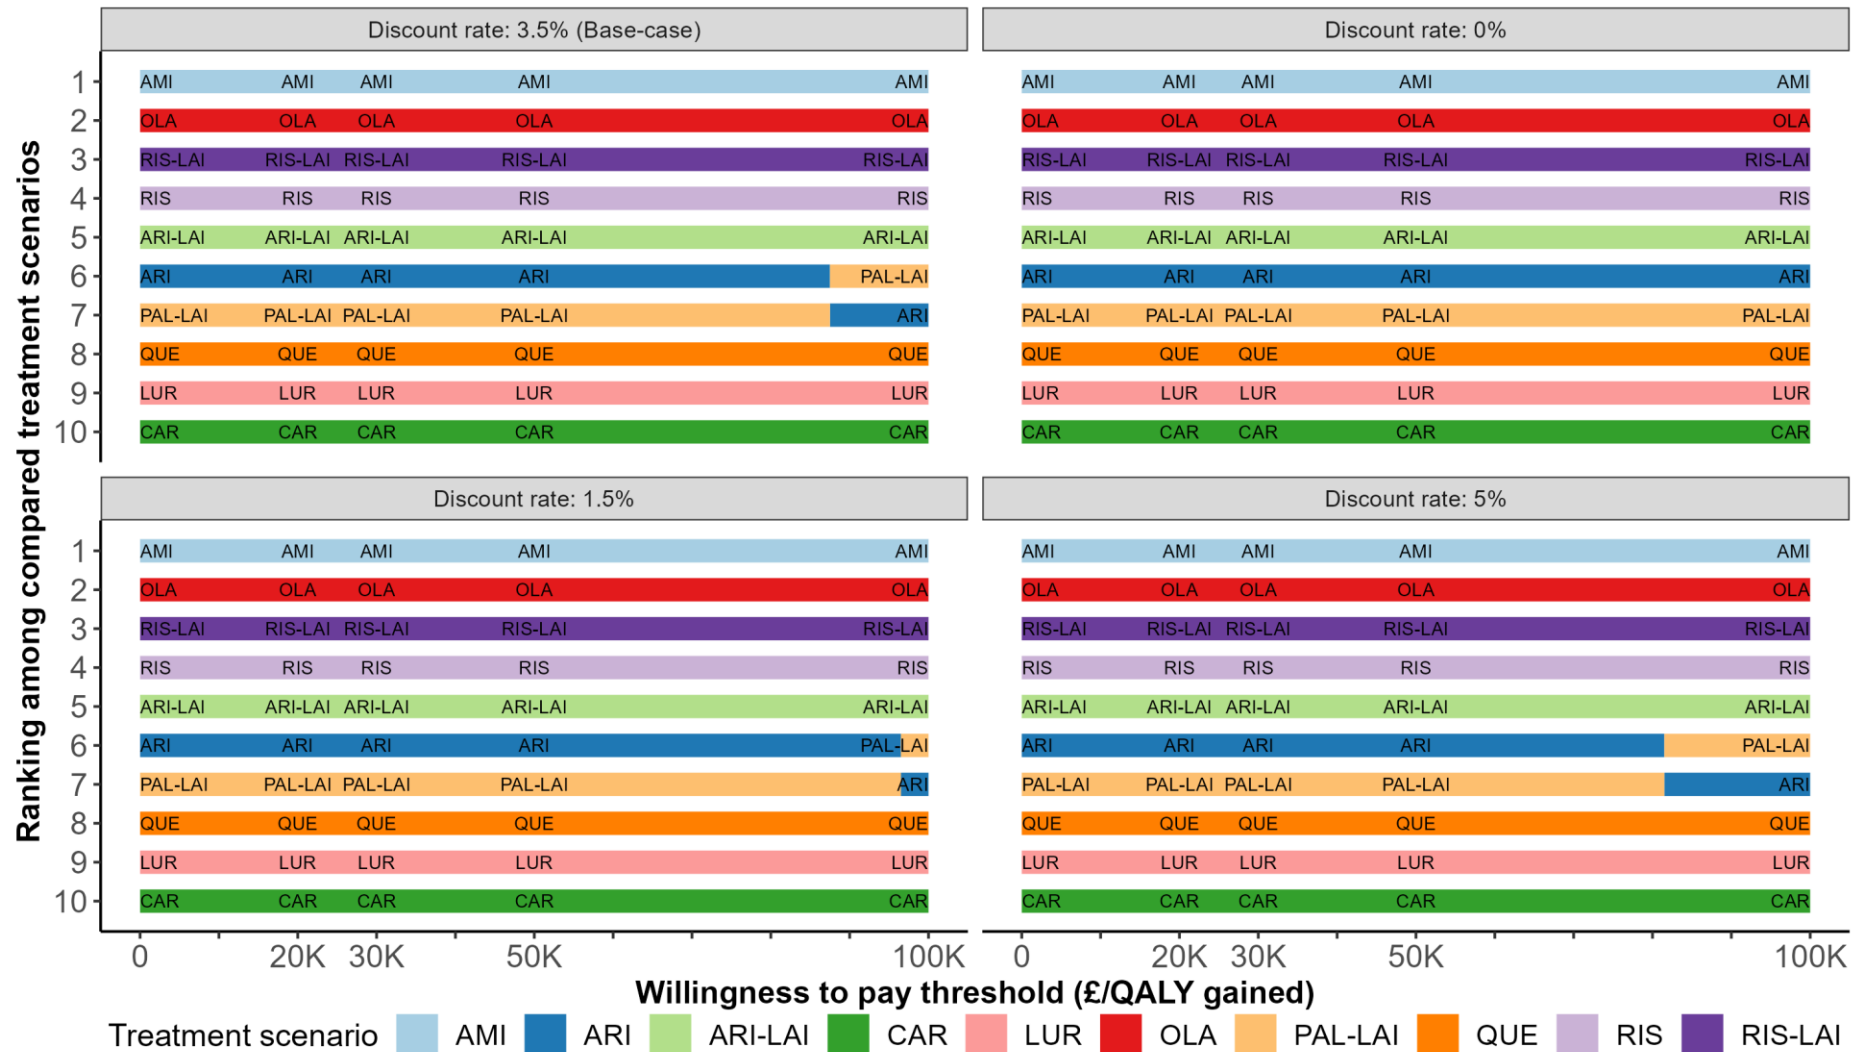 Discount rate: 3.5% (Base-case)
Discount rate: 0%
Ranking among compared treatment scenarios
1 AMI AMI AMI AMI AMI AMI AMI AMI AMI AMI
2 OLA OLA OLA OLA OLA OLA OLA OLA OLA OLA
3 RIS-LAI RIS-LAI RIS-LAI RIS-LAI RIS-LAI RIS-LAI RIS-LAI RIS-LAI RIS-LAI RIS-LAI
4 RIS RIS RIS RIS RIS RIS RIS RIS RIS RIS
5 ARI-LAI ARI-LAI ARI-LAI ARI-LAI ARI-LAI ARI-LAI ARI-LAI ARI-LAI ARI-LAI ARI-LAI
6 ARI ARI ARI ARI PAL-LAI ARI ARI ARI ARI ARI
7 PAL-LAI PAL-LAI PAL-LAI PAL-LAI ARI PAL-LAI PAL-LAI PAL-LAI PAL-LAI PAL-LAI
8 QUE QUE QUE QUE QUE QUE QUE QUE QUE QUE
9 LUR LUR LUR LUR LUR LUR LUR LUR LUR LUR
10 CAR CAR CAR CAR CAR CAR CAR CAR CAR CAR
Discount rate: 1.5%
Discount rate: 5%
1 AMI AMI AMI AMI AMI AMI AMI AMI AMI AMI
2 OLA OLA OLA OLA OLA OLA OLA OLA OLA OLA
3 RIS-LAI RIS-LAI RIS-LAI RIS-LAI RIS-LAI RIS-LAI RIS-LAI RIS-LAI RIS-LAI RIS-LAI
4 RIS RIS RIS RIS RIS RIS RIS RIS RIS RIS
5 ARI-LAI ARI-LAI ARI-LAI ARI-LAI ARI-LAI ARI-LAI ARI-LAI ARI-LAI ARI-LAI ARI-LAI
6 ARI ARI ARI ARI PAL-LAI ARI ARI ARI ARI PAL-LAI
7 PAL-LAI PAL-LAI PAL-LAI PAL-LAI ARI PAL-LAI PAL-LAI PAL-LAI PAL-LAI ARI
8 QUE QUE QUE QUE QUE QUE QUE QUE QUE QUE
9 LUR LUR LUR LUR LUR LUR LUR LUR LUR LUR
10 CAR CAR CAR CAR CAR CAR CAR CAR CAR CAR
0 20K 30K 50K 100K 0 20K 30K 50K 100K
Willingness to pay threshold (£/QALY gained)
Treatment scenario AMI ARI ARI-LAI CAR LUR OLA PAL-LAI QUE RIS RIS-LAI